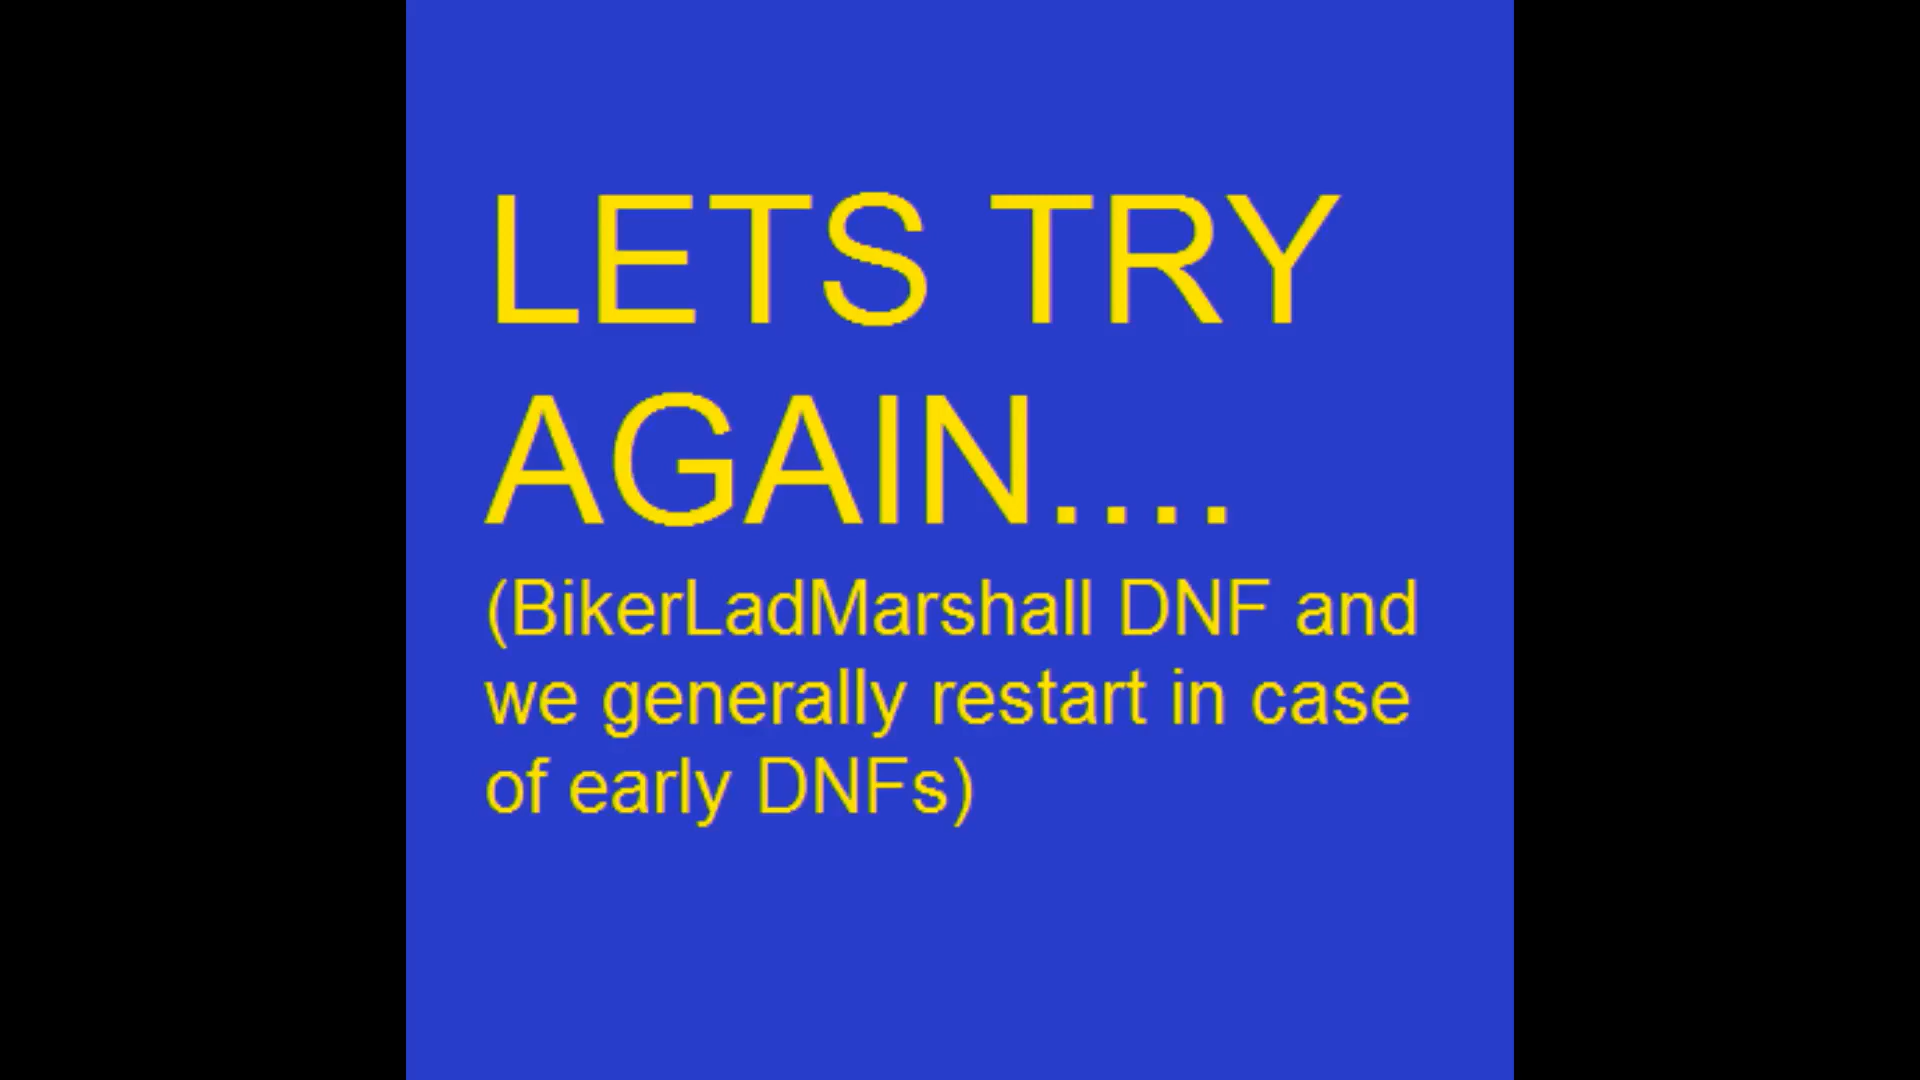 LETS TRY
AGAIN....
(BikerLadMarshall DNF and
we generally restart in case
of early DNFs)